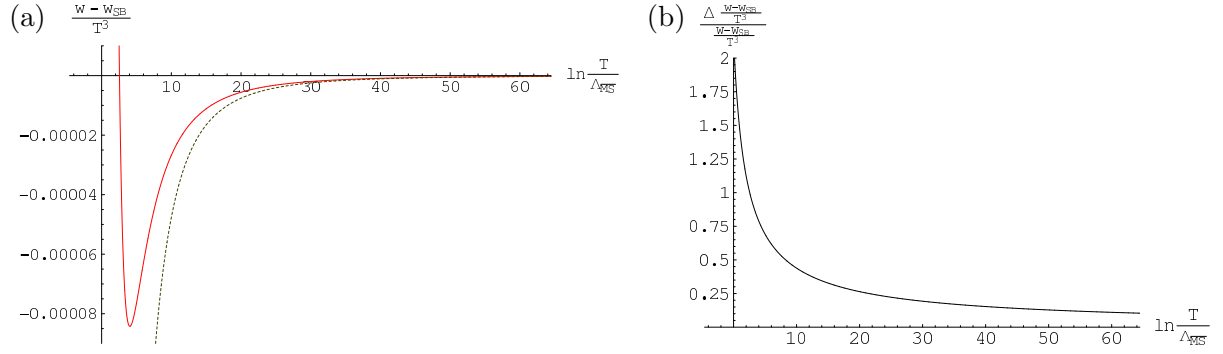 (a)
W - W_SB
T^3
ln T
Λ_MS
10 20 30 40 50 60
-0.00002
-0.00004
-0.00006
-0.00008
(b)
Δ W-W_SB
T^3
W-W_SB
T^3
2
1.75
1.5
1.25
1
0.75
0.5
0.25
10 20 30 40 50 60
ln T
Λ_MS